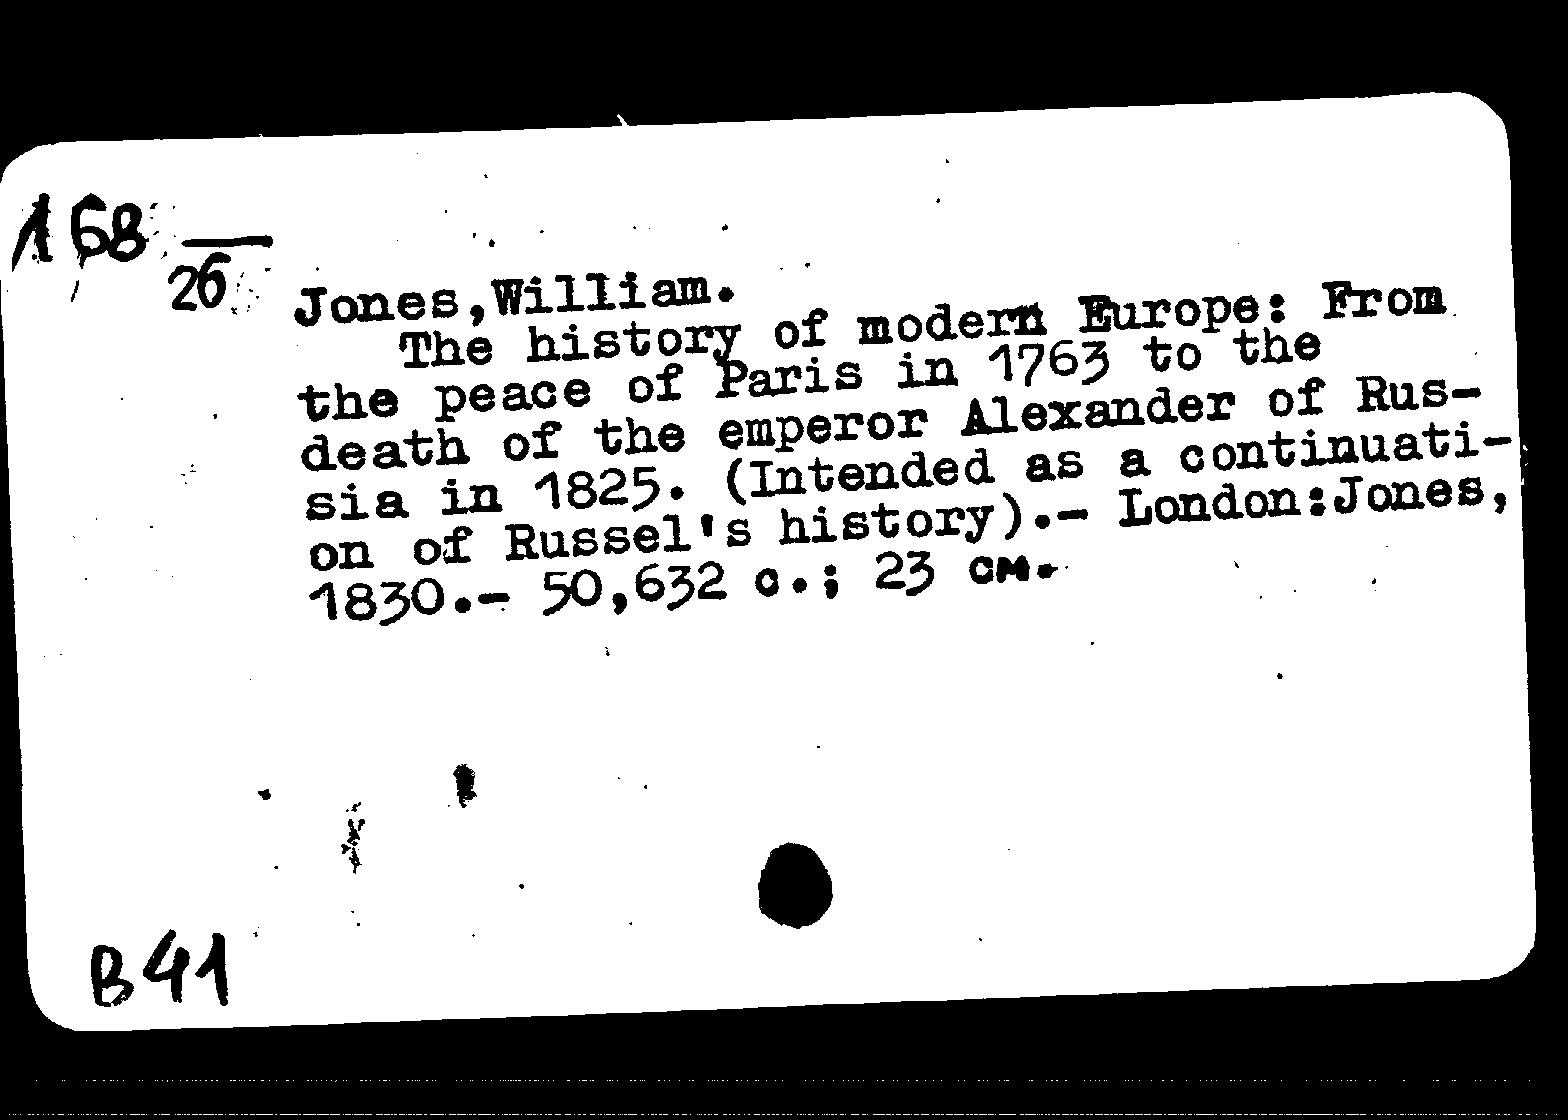 168 —
26
Jones,William.
The history of modern Europe: From
the peace of Paris in 1763 to the
death of the emperor Alexander of Rus-
sia in 1825. (Intended as a continuati-
on of Russel's history).- London:Jones,
1830.- 50,632 с.; 23 см.
B41